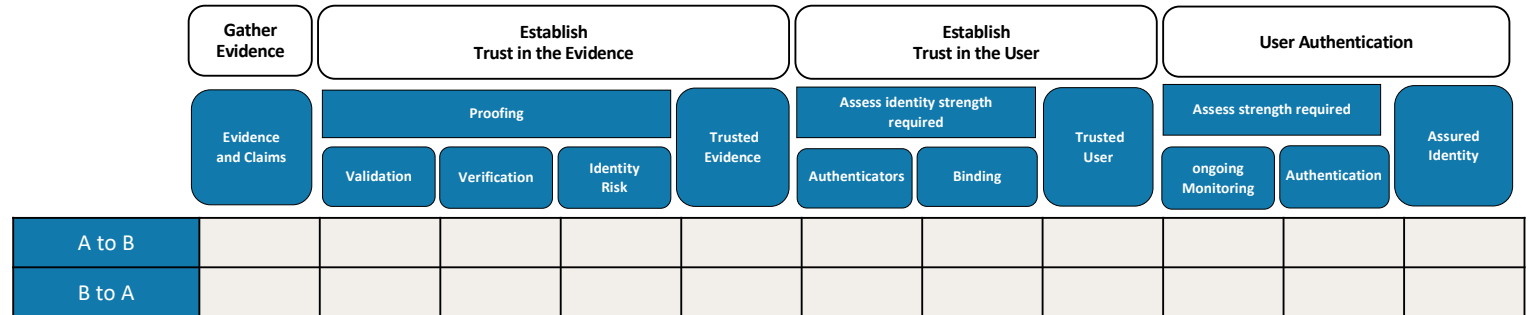 Gather
Evidence
Establish
Trust in the Evidence
Establish
Trust in the User
User Authentication
Evidence
and Claims
Proofing
Validation
Verification
Identity
Risk
Trusted
Evidence
Assess identity strength
required
Authenticators
Binding
Trusted
User
Assess strength required
ongoing
Monitoring
Authentication
Assured
Identity
A to B
B to A